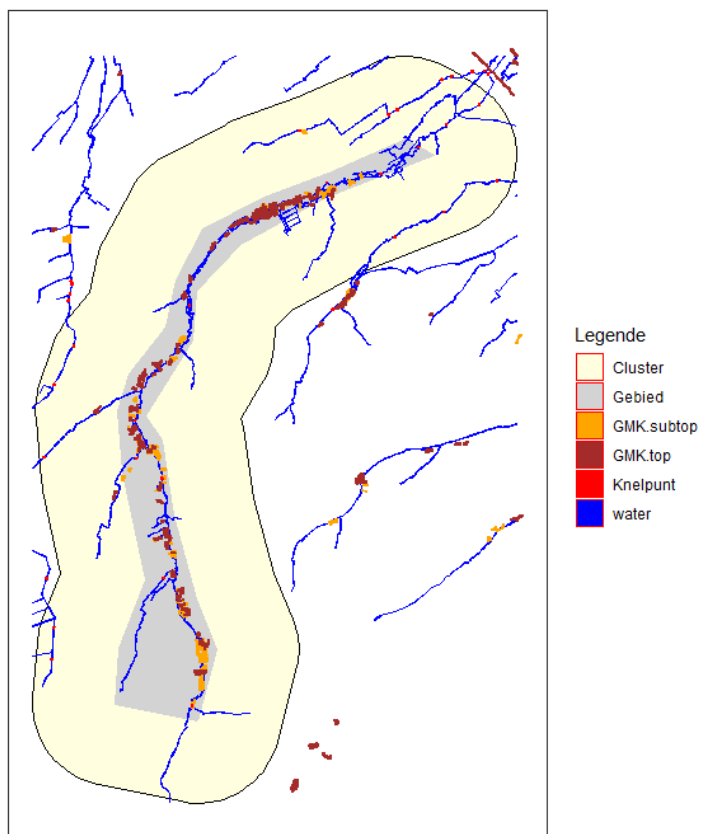 Legende
Cluster
Gebied
GMK.subtop
GMK.top
Knelpunt
water